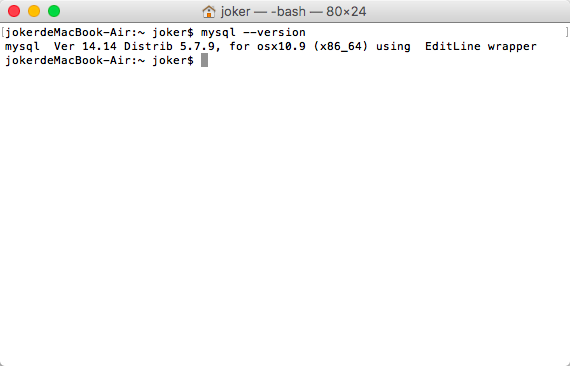 joker — -bash — 80×24
[jokerdeMacBook-Air:~ joker$ mysql --version]
mysql  Ver 14.14 Distrib 5.7.9, for osx10.9 (x86_64) using  EditLine wrapper
jokerdeMacBook-Air:~ joker$